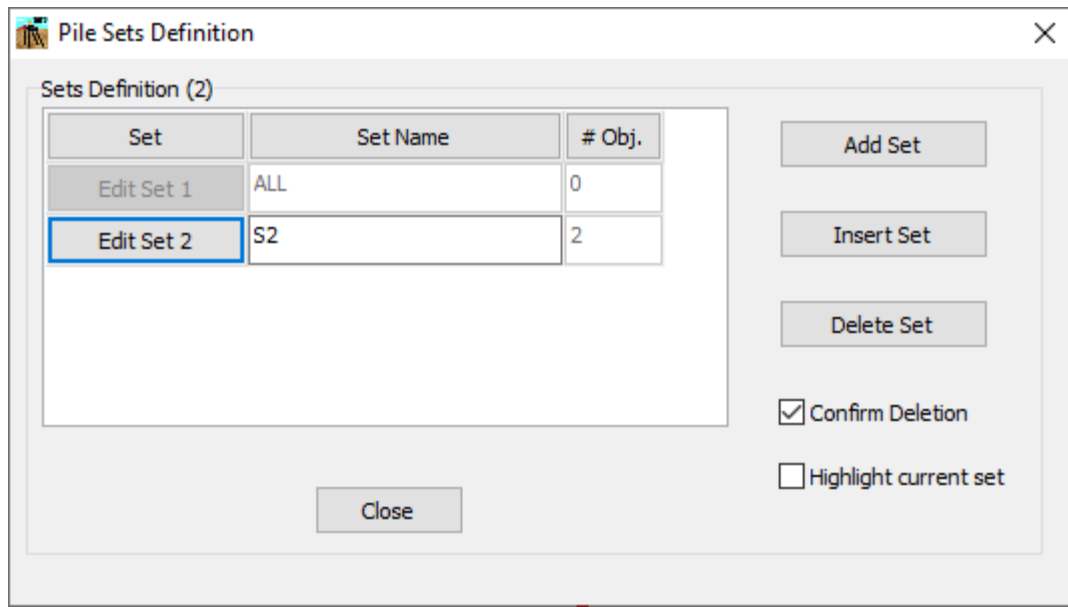 Pile Sets Definition
Sets Definition (2)
Set Set Name # Obj.
Edit Set 1 ALL 0
Edit Set 2 S2 2
Add Set
Insert Set
Delete Set
Confirm Deletion
Highlight current set
Close